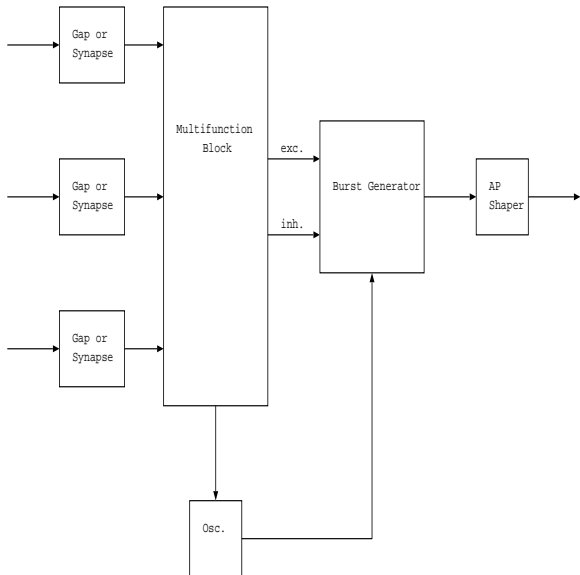 Gap or
Synapse
Multifunction
Block
exc.
Gap or
Synapse
Burst Generator
AP
Shaper
inh.
Gap or
Synapse
Osc.